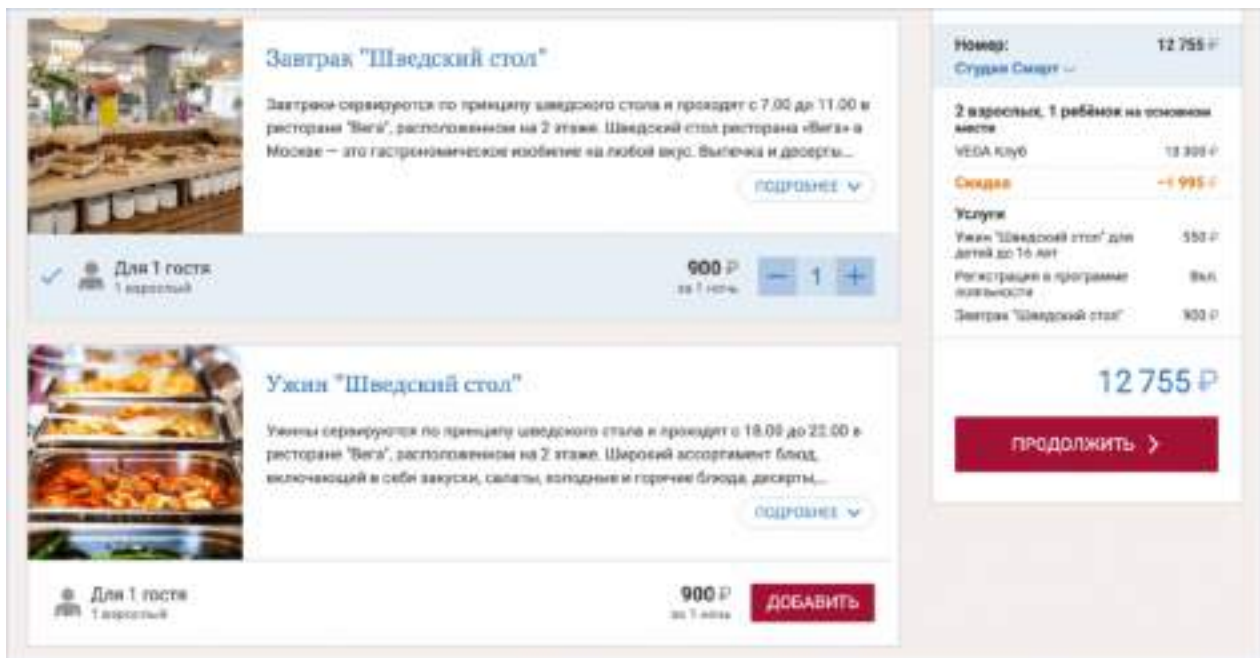 Завтрак "Шведский стол"
Завтраки сервируются по принципу шведского стола и проходят с 7.00 до 11.00 в
ресторане "Вега", расположенном на 2 этаже. Шведский стол ресторана «Вега» в
Москве — это гастрономическое изобилие на любой вкус. Выпечка и десерты...
ПОДРОБНЕЕ
Для 1 гостя
1 взрослый
900 ₽
за 1 ночь
— 1 +
Ужин "Шведский стол"
Ужины сервируются по принципу шведского стола и проходят с 18.00 до 22.00 в
ресторане "Вега", расположенном на 2 этаже. Широкий ассортимент блюд,
включающий в себя закуски, салаты, холодные и горячие блюда, десерты,...
ПОДРОБНЕЕ
Для 1 гостя
1 взрослый
900 ₽
за 1 ночь
ДОБАВИТЬ
Номер: 12 755 ₽
Студия Смарт
2 взрослых, 1 ребёнок на основном
месте
VEGA Клуб
Скидка 995 ₽
Услуги
Ужин "Шведский стол" для 550 ₽
детей до 16 лет
Регистрация в программе Вкл.
лояльности
Завтрак "Шведский стол" 900 ₽
12 755 ₽
ПРОДОЛЖИТЬ